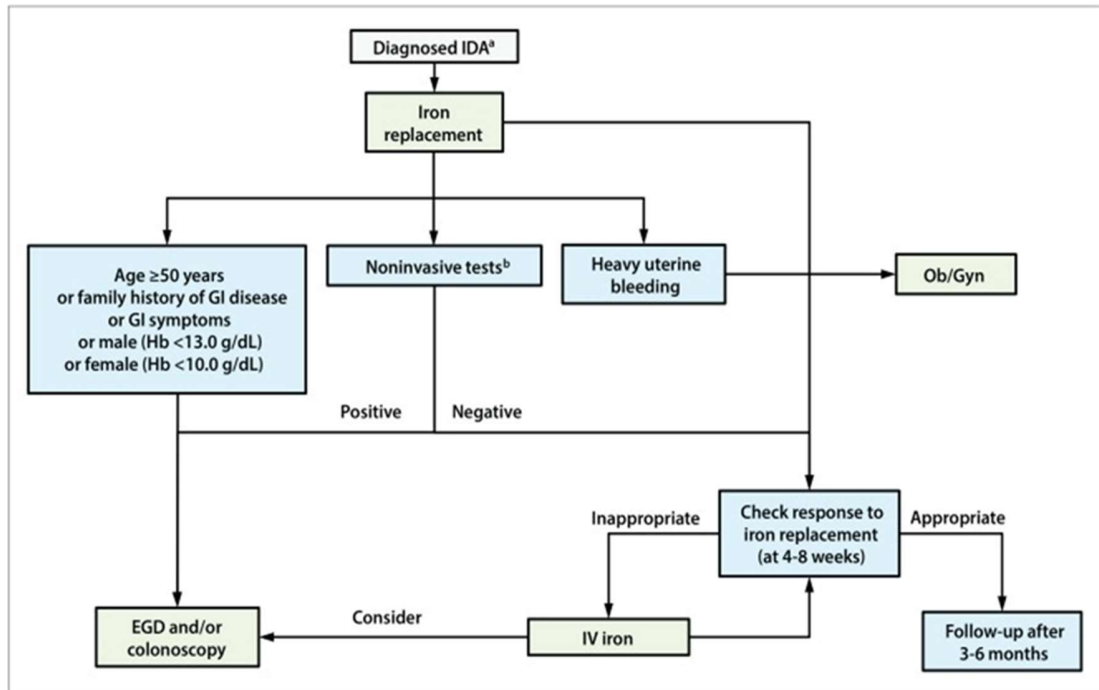 Diagnosed IDAᵃ
Iron
replacement
Age ≥50 years
or family history of GI disease
or GI symptoms
or male (Hb <13.0 g/dL)
or female (Hb <10.0 g/dL)
Noninvasive testsᵇ
Heavy uterine
bleeding
Ob/Gyn
Positive
Negative
Check response to
iron replacement
(at 4-8 weeks)
Inappropriate
Appropriate
EGD and/or
colonoscopy
Consider
IV iron
Follow-up after
3-6 months